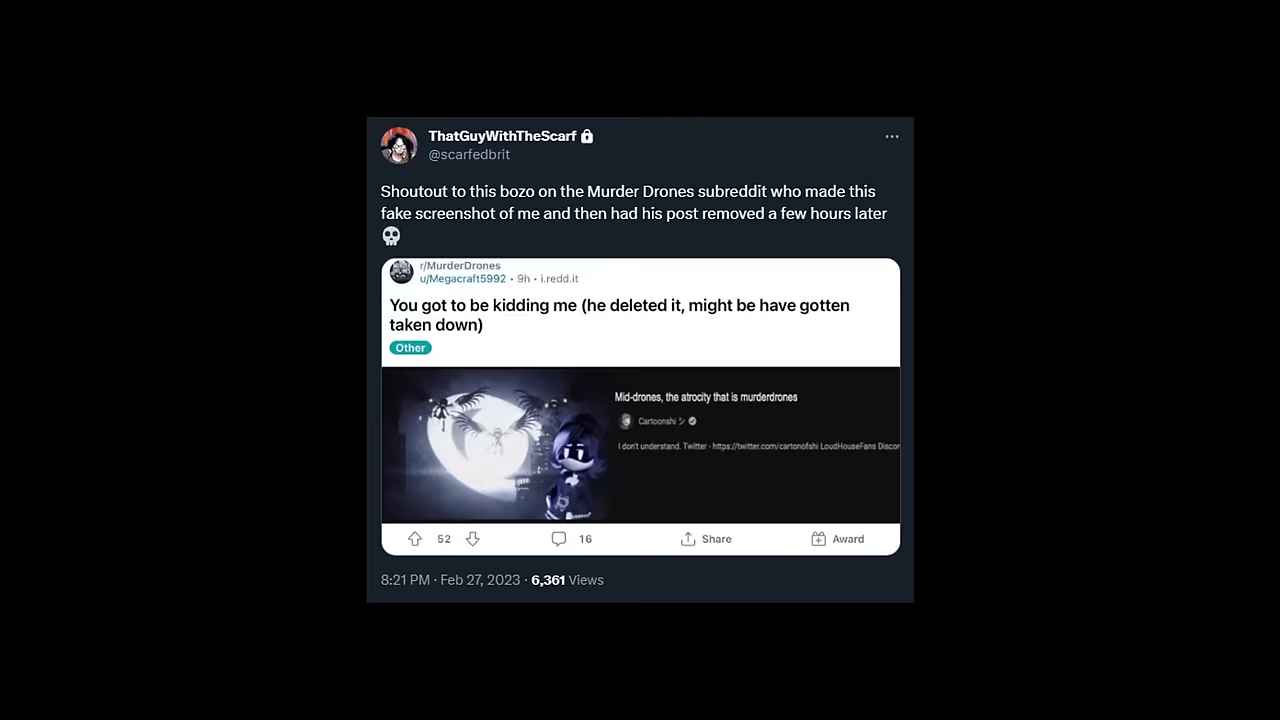 ThatGuyWithTheScarf
@scarfedbrit
Shoutout to this bozo on the Murder Drones subreddit who made this
fake screenshot of me and then had his post removed a few hours later
💀
r/MurderDrones
u/Megacraft5992 • 9h • i.redd.it
You got to be kidding me (he deleted it, might be have gotten
taken down)
Other
Mid-drones, the atrocity that is murderdrones
Cartoonshi シ
I don't understand. Twitter - https://twitter.com/cartonofshi LoudHouseFans Discor
52
16
Share
Award
8:21 PM · Feb 27, 2023 · 6,361 Views